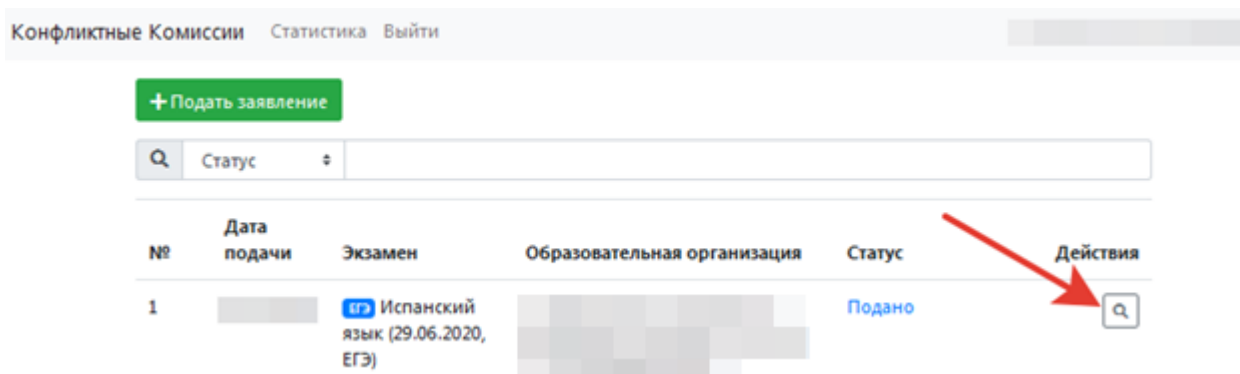 Конфликтные Комиссии Статистика Выйти
+Подать заявление
Статус
№ Дата подачи Экзамен Образовательная организация Статус Действия
1 ЕГЭ Испанский Подано
язык (29.06.2020,
ЕГЭ)